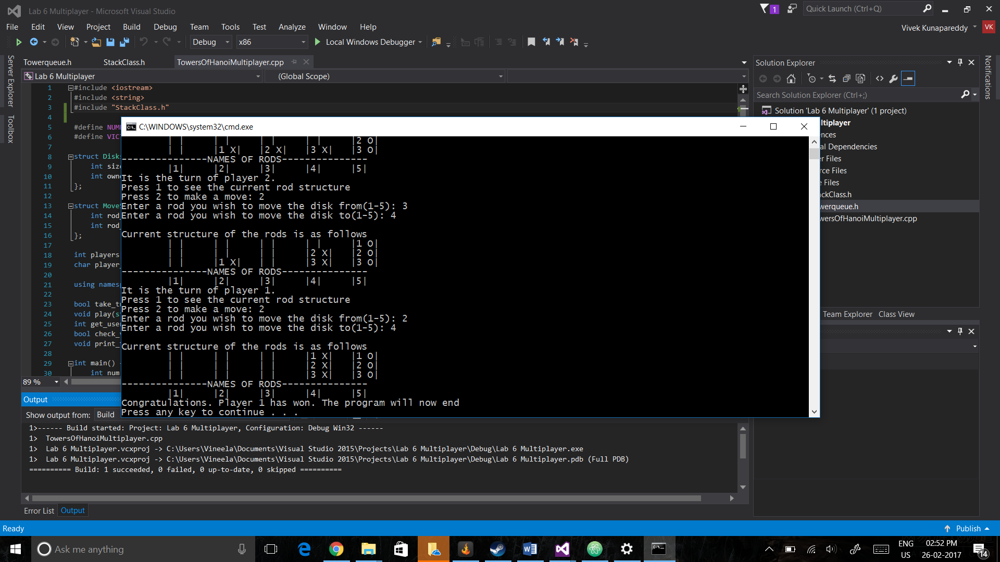 Lab 6 Multiplayer - Microsoft Visual Studio
1
Quick Launch (Ctrl+Q)
File Edit View Project Build Debug Team Tools Test Analyze Window Help
Vivek Kunapareddy VK
Debug x86 Local Windows Debugger
Server Explorer
Toolbox
Notifications
Towerqueue.h StackClass.h TowersOfHanoiMultiplayer.cpp
Lab 6 Multiplayer (Global Scope)
1 #include <iostream>
2 #include <string>
3 #include "StackClass.h"
4
5 #define NUM
6 #define VIC
7
8 struct Disk
9 int size
10 int own
11 };
12
13 struct Move
14 int rod_
15 int rod_
16 };
17
18 int players
19 char player_
20
21 using names
22
23 bool take_t
24 void play(s
25 int get_use
26 bool check_
27 void print_
28
29 int main()
30 int num
89 %
Solution Explorer
Search Solution Explorer (Ctrl+;)
Solution 'Lab 6 Multiplayer' (1 project)
ltiplayer
ences
al Dependencies
er Files
rce Files
e Files
ckClass.h
werqueue.h
wersOfHanoiMultiplayer.cpp
Team Explorer Class View
C:\WINDOWS\system32\cmd.exe
| | | | | | | | |2 O|
| | |1 X| |2 X| |3 X| |3 O|
---------------NAMES OF RODS---------------
|1| |2| |3| |4| |5|
It is the turn of player 2.
Press 1 to see the current rod structure
Press 2 to make a move: 2
Enter a rod you wish to move the disk from(1-5): 3
Enter a rod you wish to move the disk to(1-5): 4
Current structure of the rods is as follows
| | | | | | | | |1 O|
| | | | | | |2 X| |2 O|
| | |1 X| | | |3 X| |3 O|
---------------NAMES OF RODS---------------
|1| |2| |3| |4| |5|
It is the turn of player 1.
Press 1 to see the current rod structure
Press 2 to make a move: 2
Enter a rod you wish to move the disk from(1-5): 2
Enter a rod you wish to move the disk to(1-5): 4
Current structure of the rods is as follows
| | | | | | |1 X| |1 O|
| | | | | | |2 X| |2 O|
| | | | | | |3 X| |3 O|
---------------NAMES OF RODS---------------
|1| |2| |3| |4| |5|
Congratulations. Player 1 has won. The program will now end
Press any key to continue . . .
Output
Show output from: Build
1>------ Build started: Project: Lab 6 Multiplayer, Configuration: Debug Win32 ------
1> TowersOfHanoiMultiplayer.cpp
1> Lab 6 Multiplayer.vcxproj -> C:\Users\Vineela\Documents\Visual Studio 2015\Projects\Lab 6 Multiplayer\Debug\Lab 6 Multiplayer.exe
1> Lab 6 Multiplayer.vcxproj -> C:\Users\Vineela\Documents\Visual Studio 2015\Projects\Lab 6 Multiplayer\Debug\Lab 6 Multiplayer.pdb (Full PDB)
========== Build: 1 succeeded, 0 failed, 0 up-to-date, 0 skipped ==========
Error List Output
Ready
Publish
Ask me anything
ENG
US
02:52 PM
26-02-2017
14